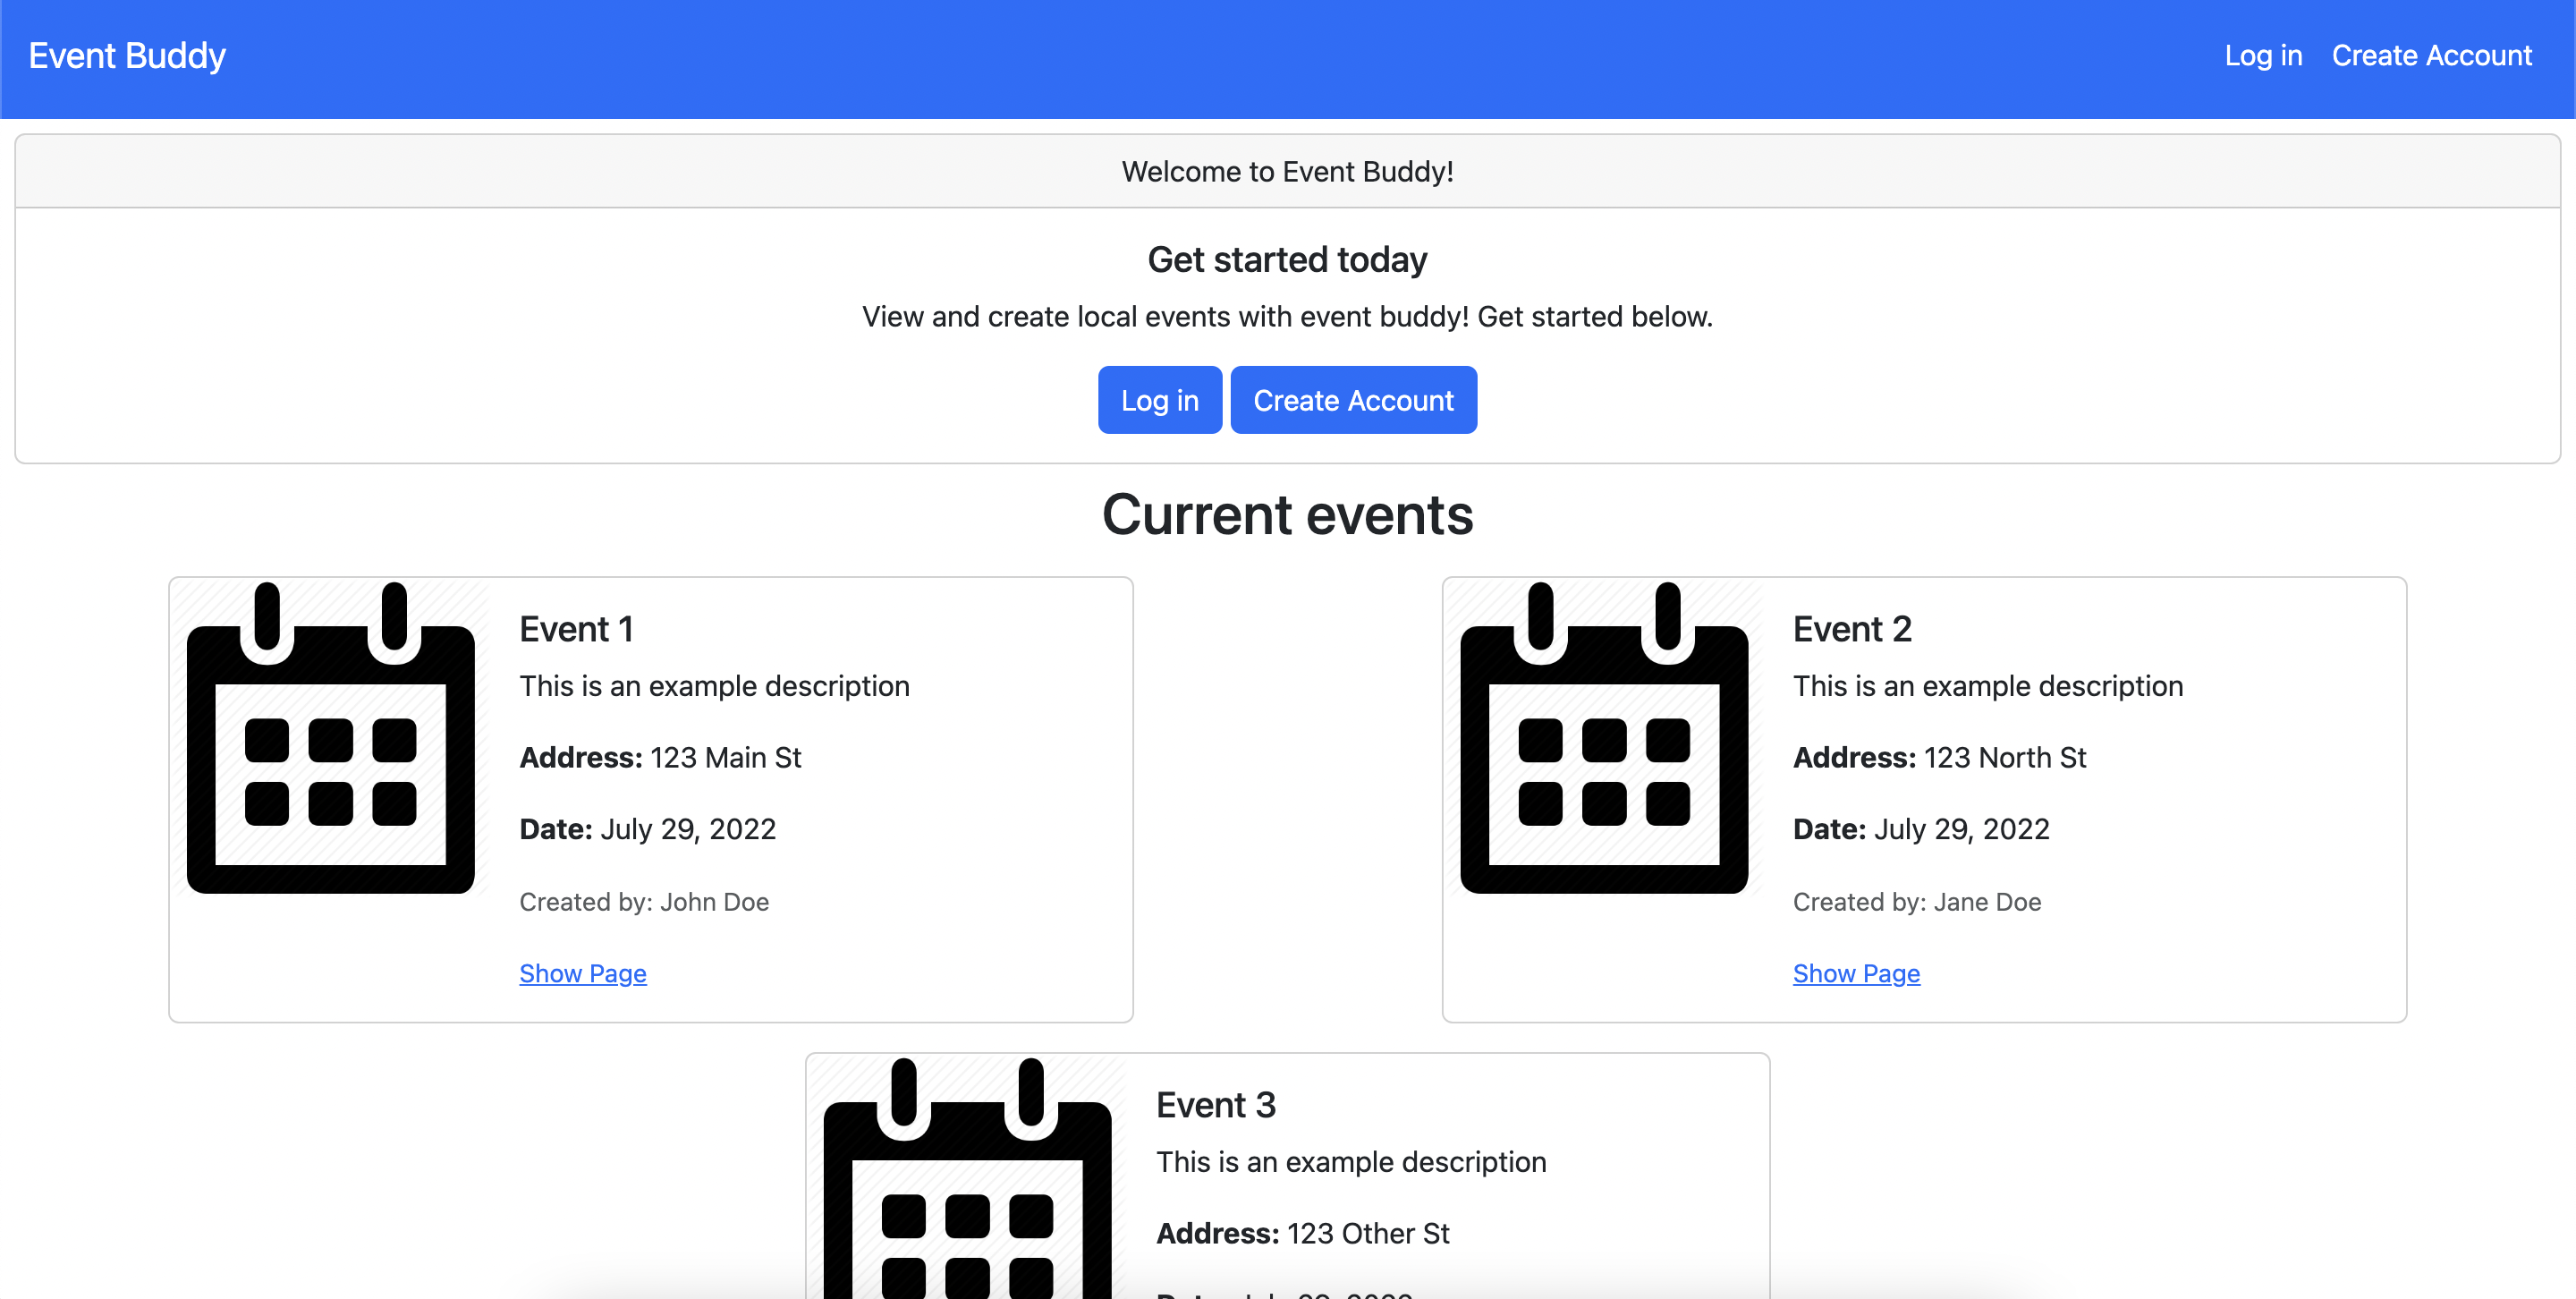 Event Buddy
Log in
Create Account
Welcome to Event Buddy!
Get started today
View and create local events with event buddy! Get started below.
Log in
Create Account
Current events
Event 1
This is an example description
Address: 123 Main St
Date: July 29, 2022
Created by: John Doe
Show Page
Event 2
This is an example description
Address: 123 North St
Date: July 29, 2022
Created by: Jane Doe
Show Page
Event 3
This is an example description
Address: 123 Other St